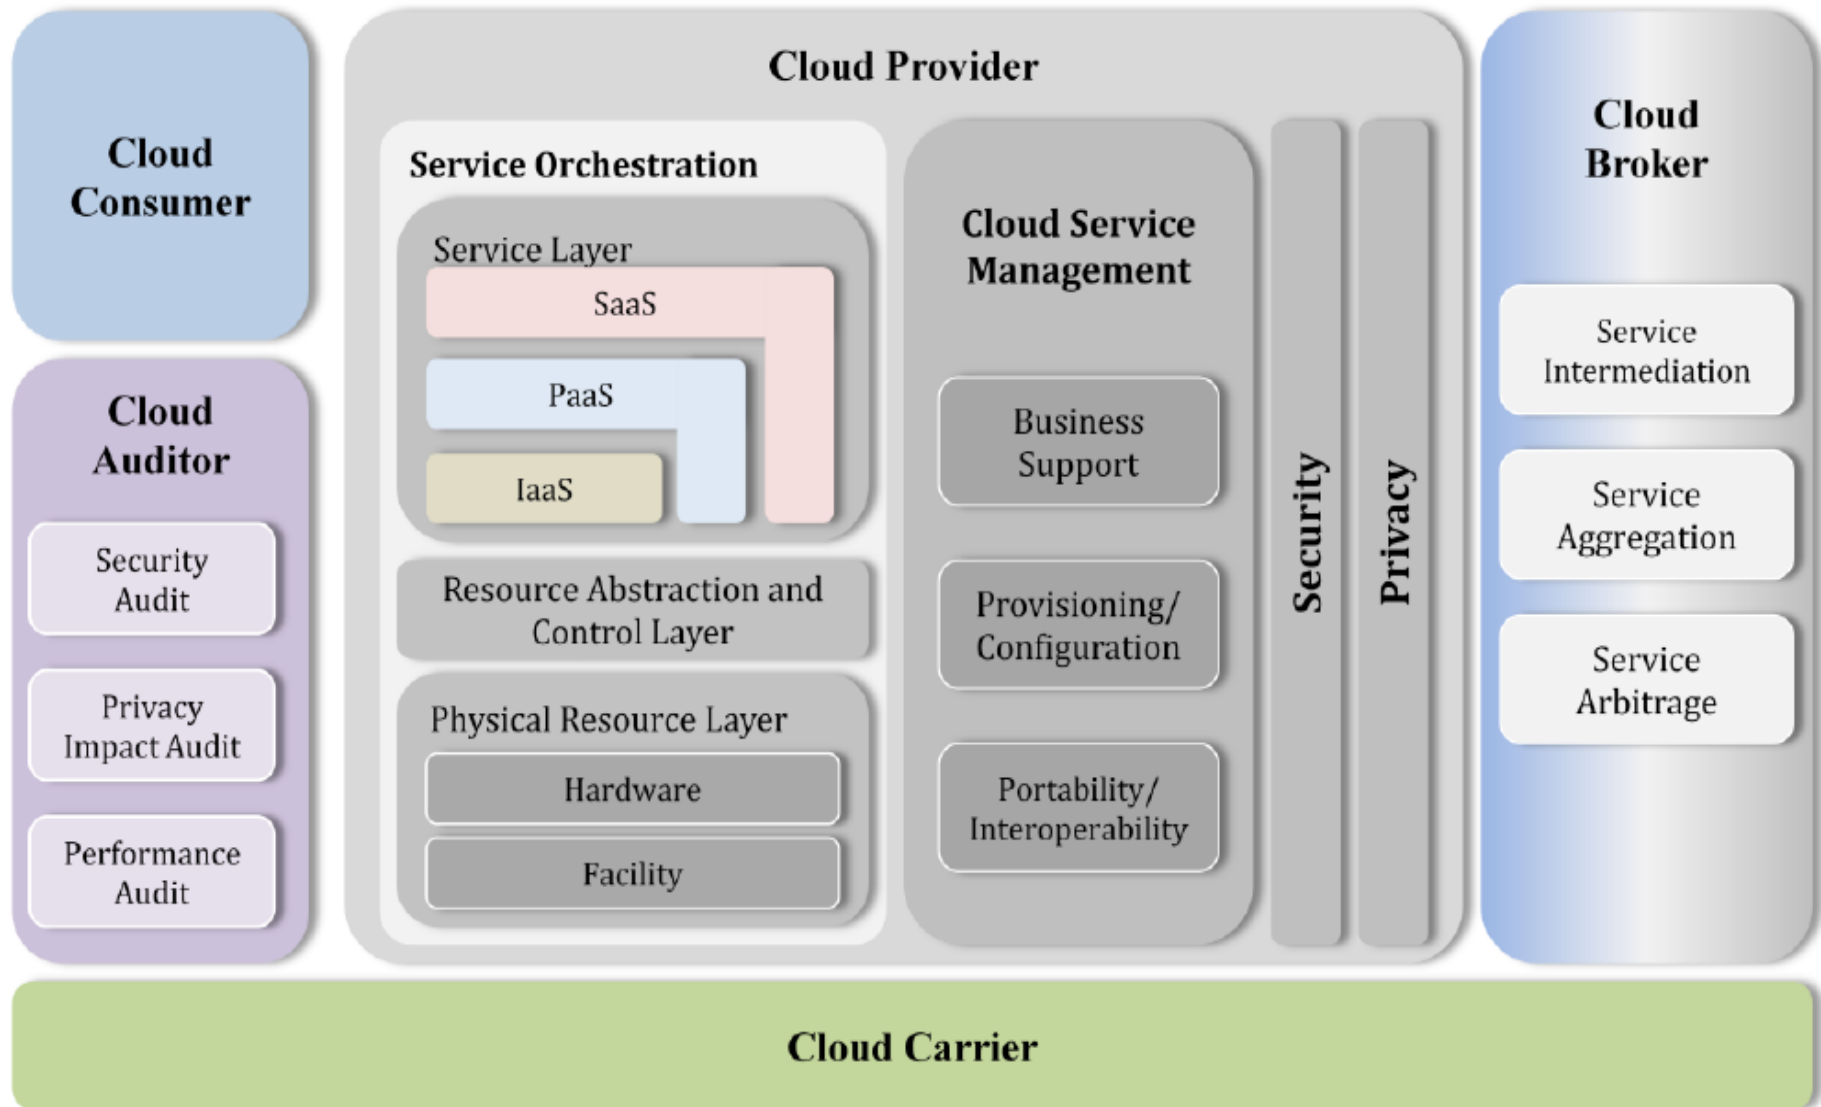 Cloud
Consumer
Cloud
Auditor
Security
Audit
Privacy
Impact Audit
Performance
Audit
Cloud Provider
Service Orchestration
Service Layer
SaaS
PaaS
IaaS
Resource Abstraction and
Control Layer
Physical Resource Layer
Hardware
Facility
Cloud Service
Management
Business
Support
Provisioning/
Configuration
Portability/
Interoperability
Security
Privacy
Cloud
Broker
Service
Intermediation
Service
Aggregation
Service
Arbitrage
Cloud Carrier